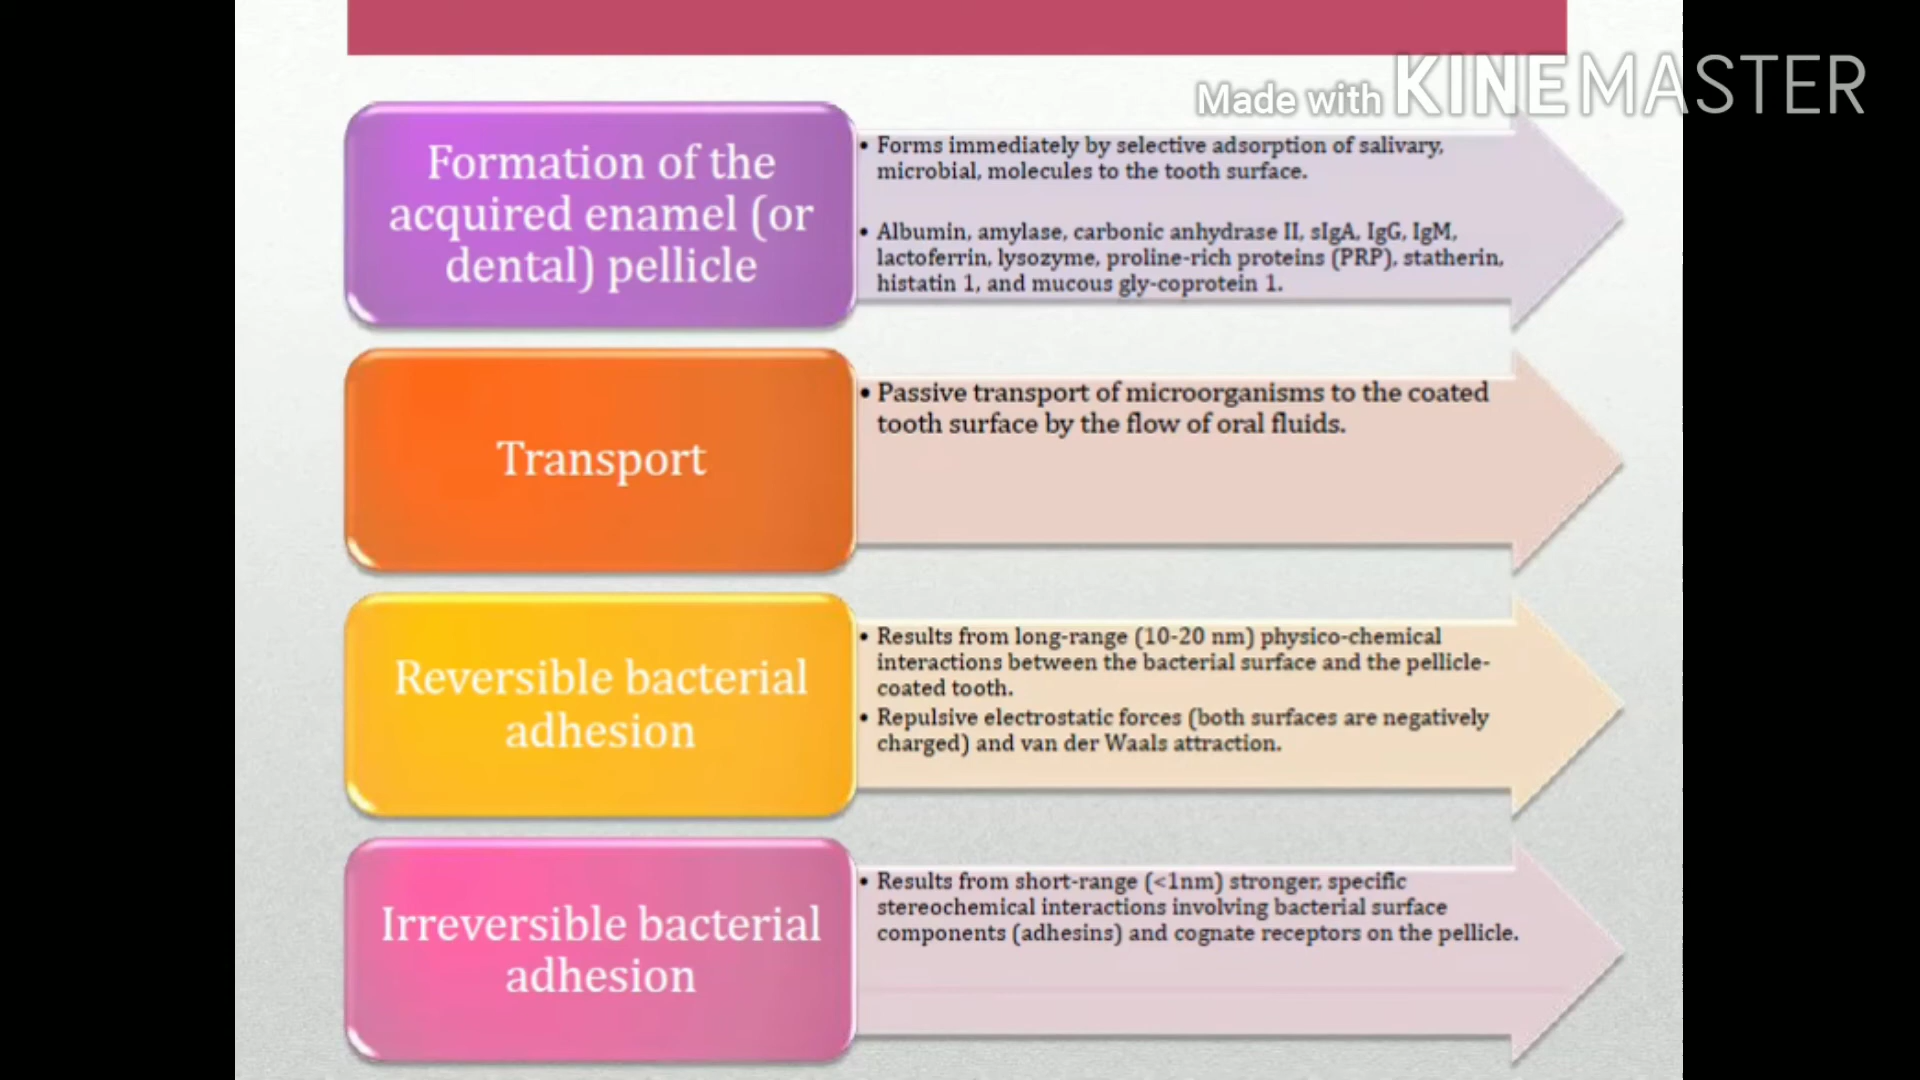 Made with KINEMASTER
Formation of the
acquired enamel (or
dental) pellicle
• Forms immediately by selective adsorption of salivary,
microbial, molecules to the tooth surface.
• Albumin, amylase, carbonic anhydrase II, sIgA, IgG, IgM,
lactoferrin, lysozyme, proline-rich proteins (PRP), statherin,
histatin 1, and mucous gly-coprotein 1.
Transport
• Passive transport of microorganisms to the coated
tooth surface by the flow of oral fluids.
Reversible bacterial
adhesion
• Results from long-range (10-20 nm) physico-chemical
interactions between the bacterial surface and the pellicle-
coated tooth.
• Repulsive electrostatic forces (both surfaces are negatively
charged) and van der Waals attraction.
Irreversible bacterial
adhesion
• Results from short-range (<1nm) stronger, specific
stereochemical interactions involving bacterial surface
components (adhesins) and cognate receptors on the pellicle.